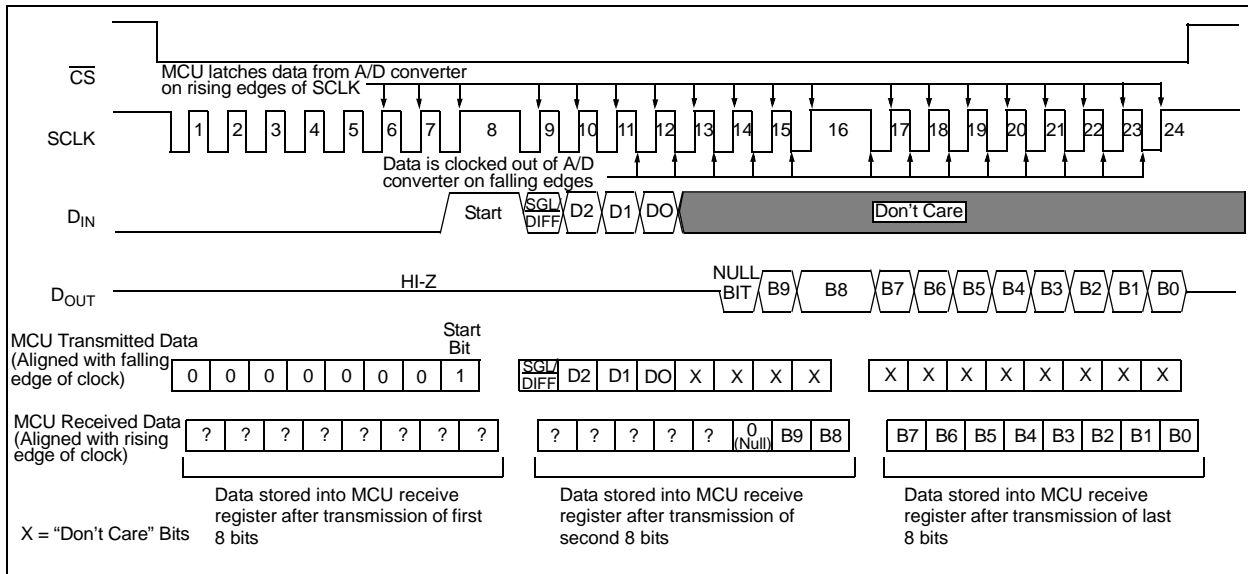 CS
MCU latches data from A/D converter
on rising edges of SCLK
SCLK
1 2 3 4 5 6 7 8 9 10 11 12 13 14 15 16 17 18 19 20 21 22 23 24
Data is clocked out of A/D
converter on falling edges
DIN
Start
SGL/
DIFF
D2 D1 DO
Don't Care
HI-Z
DOUT
NULL
BIT
B9 B8 B7 B6 B5 B4 B3 B2 B1 B0
MCU Transmitted Data
(Aligned with falling
edge of clock)
Start
Bit
0 0 0 0 0 0 0 1
SGL/
DIFF
D2 D1 DO X X X X
X X X X X X X X
MCU Received Data
(Aligned with rising
edge of clock)
? ? ? ? ? ? ? ?
? ? ? ? ? 0
(Null)
B9 B8
B7 B6 B5 B4 B3 B2 B1 B0
Data stored into MCU receive
register after transmission of first
8 bits
Data stored into MCU receive
register after transmission of
second 8 bits
Data stored into MCU receive
register after transmission of last
8 bits
X = “Don't Care” Bits